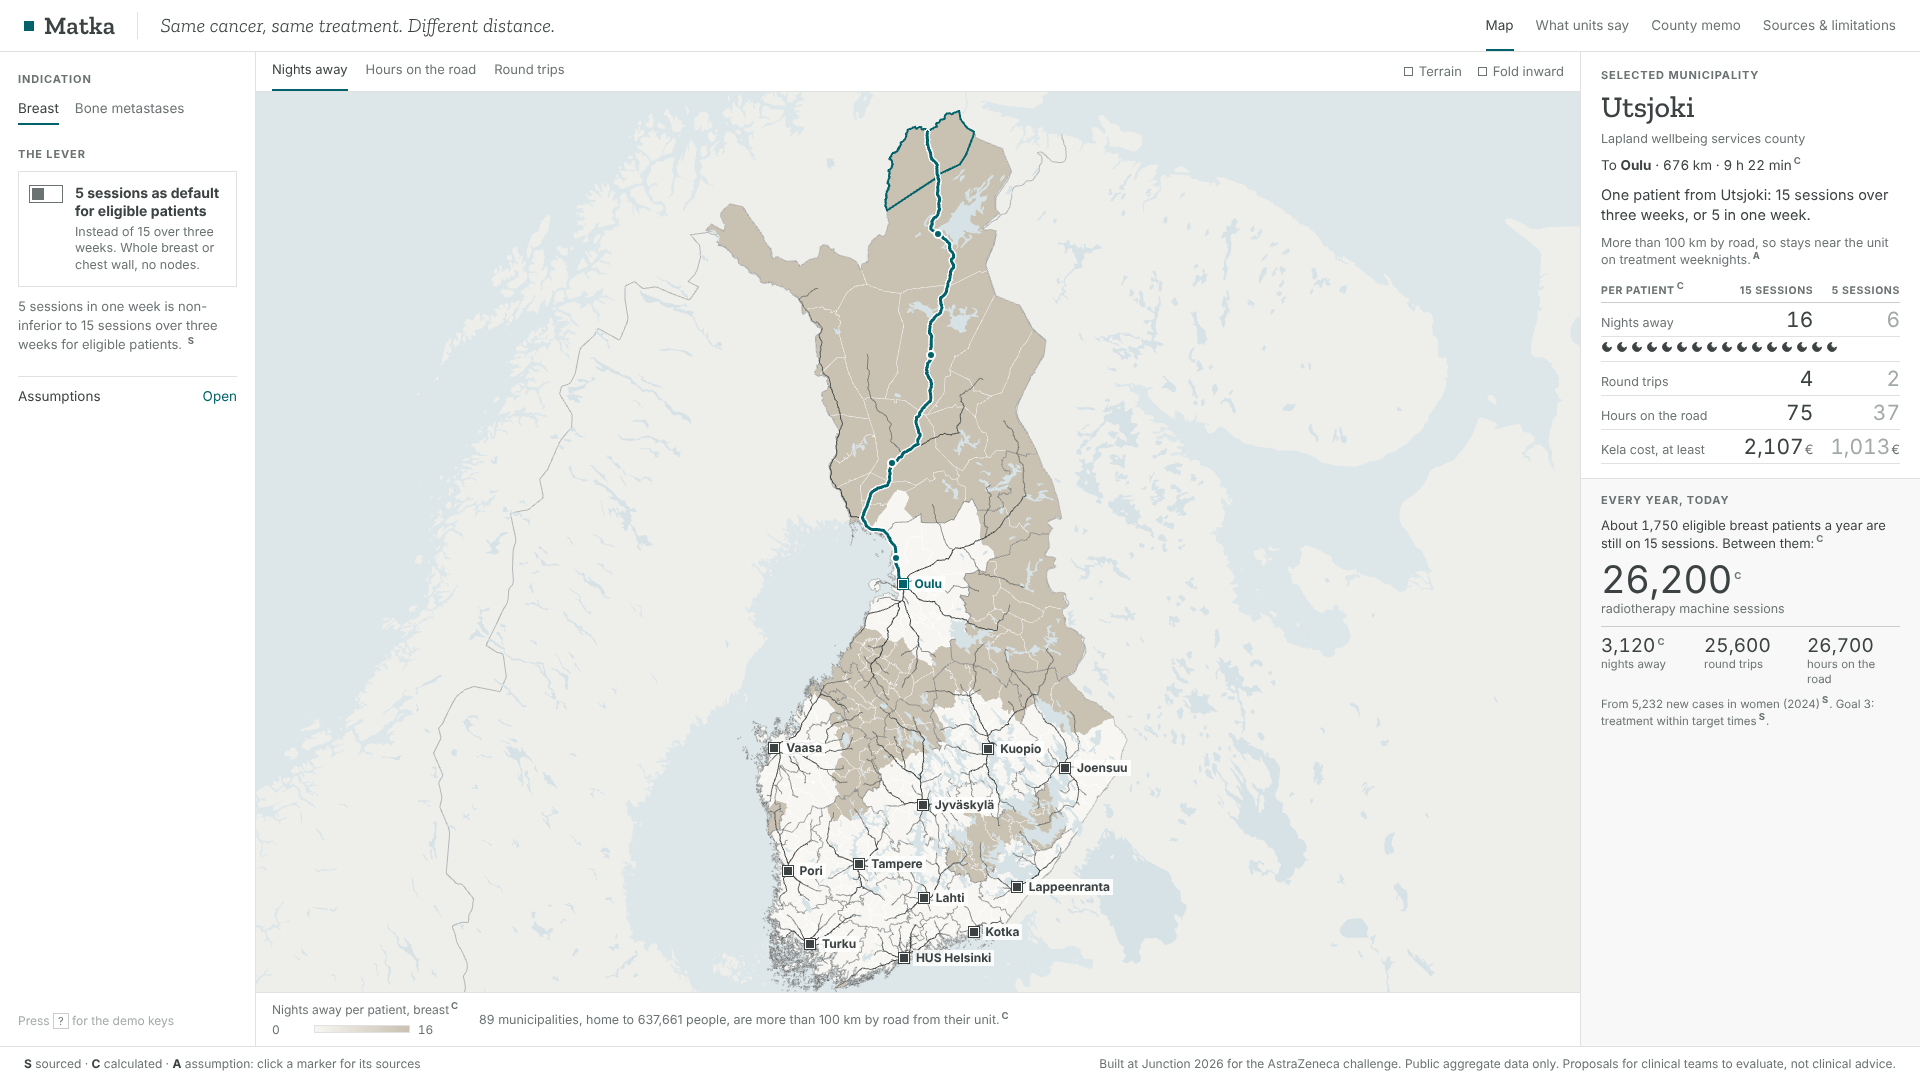 Matka
Same cancer, same treatment. Different distance.
Map
What units say
County memo
Sources & limitations
INDICATION
Breast
Bone metastases
THE LEVER
5 sessions as default
for eligible patients
Instead of 15 over three
weeks. Whole breast or
chest wall, no nodes.
5 sessions in one week is non-
inferior to 15 sessions over three
weeks for eligible patients. S
Assumptions
Open
Press ? for the demo keys
Nights away
Hours on the road
Round trips
Terrain
Fold inward
Oulu
Vaasa
Kuopio
Joensuu
Jyväskylä
Tampere
Pori
Lappeenranta
Lahti
Kotka
Turku
HUS Helsinki
Nights away per patient, breast C
0
16
89 municipalities, home to 637,661 people, are more than 100 km by road from their unit. C
SELECTED MUNICIPALITY
Utsjoki
Lapland wellbeing services county
To Oulu · 676 km · 9 h 22 min C
One patient from Utsjoki: 15 sessions over
three weeks, or 5 in one week.
More than 100 km by road, so stays near the unit
on treatment weeknights. A
PER PATIENT C 15 SESSIONS 5 SESSIONS
Nights away 16 6
Round trips 4 2
Hours on the road 75 37
Kela cost, at least 2,107 € 1,013 €
EVERY YEAR, TODAY
About 1,750 eligible breast patients a year are
still on 15 sessions. Between them: C
26,200 C
radiotherapy machine sessions
3,120 C 25,600 26,700
nights away round trips hours on the
road
From 5,232 new cases in women (2024) S. Goal 3:
treatment within target times S.
S sourced · C calculated · A assumption: click a marker for its sources
Built at Junction 2026 for the AstraZeneca challenge. Public aggregate data only. Proposals for clinical teams to evaluate, not clinical advice.